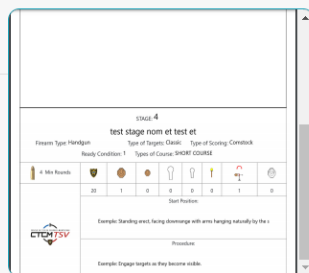 STAGE: 4
test stage nom et test et
Firearm Type: Handgun Type of Targets: Classic Type of Scoring: Comstock
Ready Condition: 1 Types of Course: SHORT COURSE
4 Min Rounds
20 1 0 0 0 0 1 0
Start Position
Example: Standing erect, facing downrange with arms hanging naturally by the s
CTCMTSV
Procedure
Example: Engage targets as they become visible.